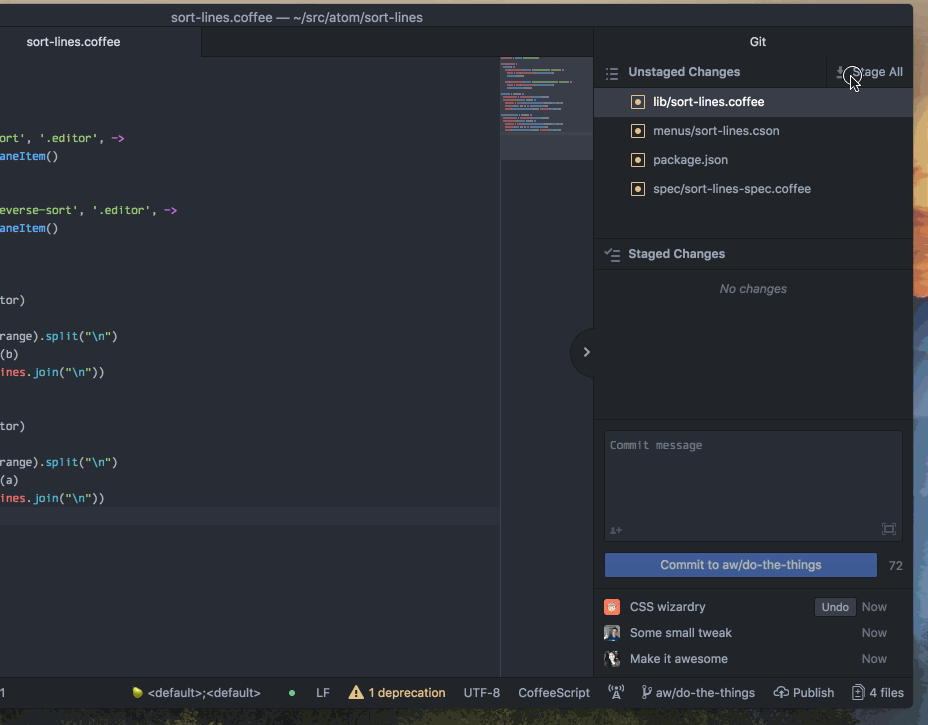 sort-lines.coffee — ~/src/atom/sort-lines
sort-lines.coffee
ort', '.editor', ->
aneItem()
everse-sort', '.editor', ->
aneItem()
tor)
range).split("\n")
(b)
ines.join("\n"))
tor)
range).split("\n")
(a)
ines.join("\n"))
Git
Unstaged Changes
Stage All
lib/sort-lines.coffee
menus/sort-lines.cson
package.json
spec/sort-lines-spec.coffee
Staged Changes
No changes
Commit message
Commit to aw/do-the-things
72
CSS wizardry
Undo
Now
Some small tweak
Now
Make it awesome
Now
1
<default>;<default>
LF
1 deprecation
UTF-8
CoffeeScript
aw/do-the-things
Publish
4 files